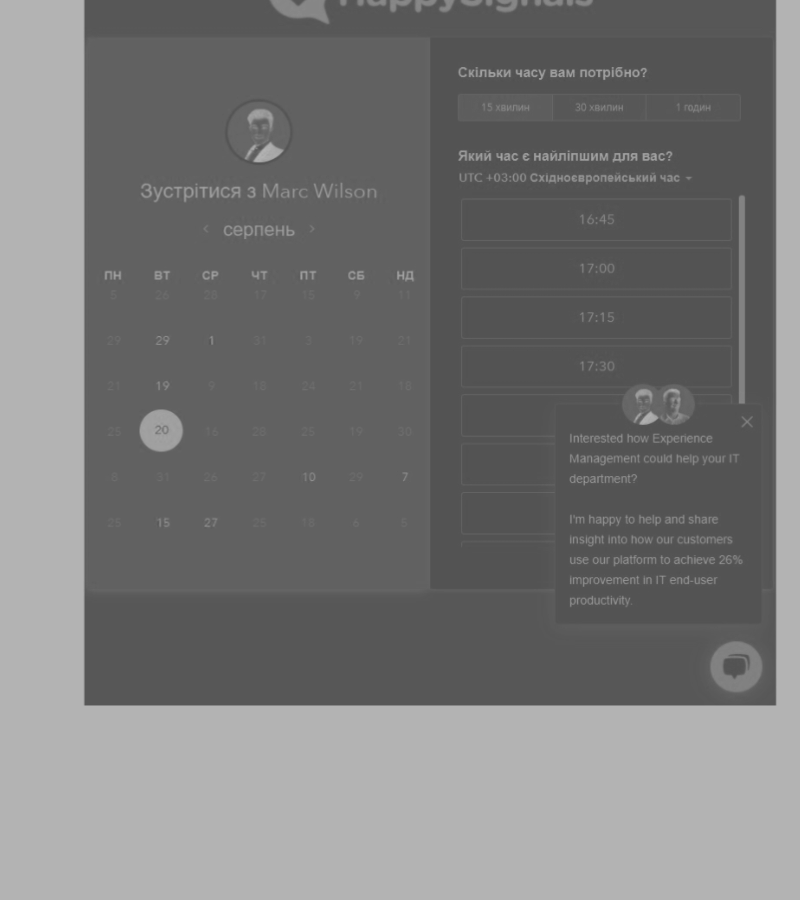 HappySignals
Зустрітися з Marc Wilson
серпень
ПН ВТ СР ЧТ ПТ СБ НД
5 26 28 17 15 9 11
29 29 1 31 3 19 21
21 19 9 18 24 21 18
25 20 16 28 25 19 30
8 31 26 27 10 29 7
25 15 27 25 18 6 5
Скільки часу вам потрібно?
15 хвилин 30 хвилин 1 годин
Який час є найліпшим для вас?
UTC +03:00 Східноєвропейський час
16:45
17:00
17:15
17:30
Interested how Experience
Management could help your IT
department?
I'm happy to help and share
insight into how our customers
use our platform to achieve 26%
improvement in IT end-user
productivity.